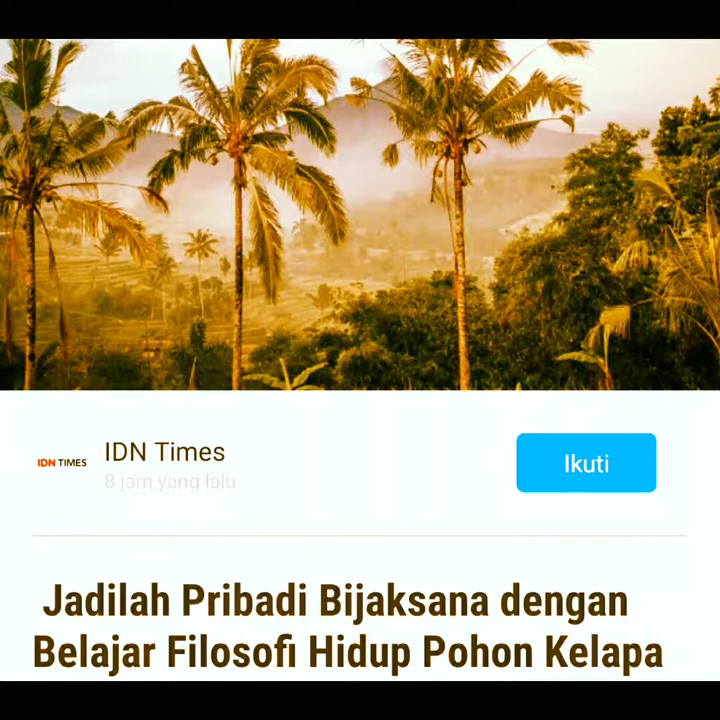 IDN TIMES
IDN Times
8 jam yang lalu
Ikuti
Jadilah Pribadi Bijaksana dengan
Belajar Filosofi Hidup Pohon Kelapa